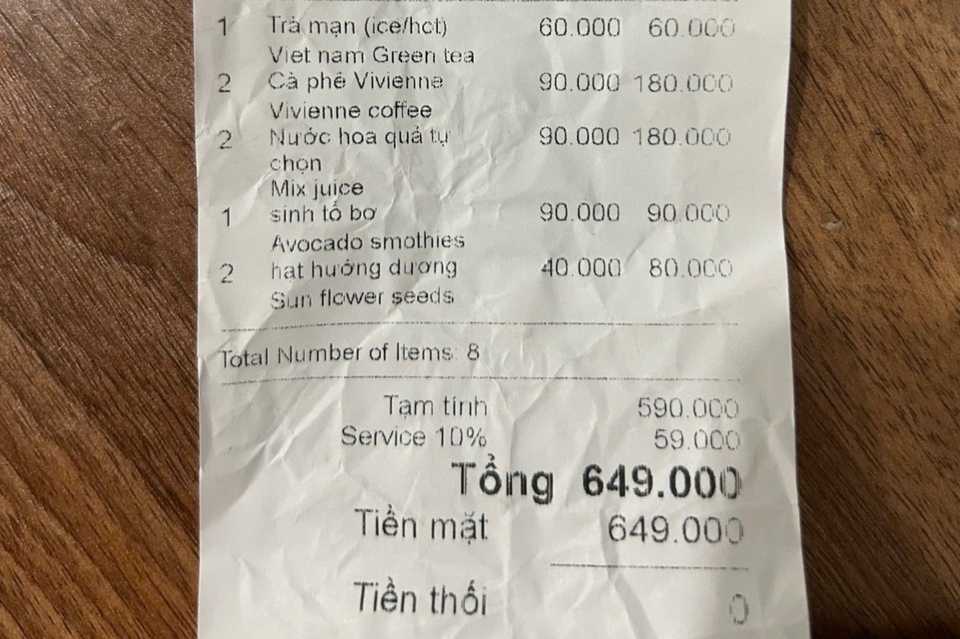 1 Trà mạn (ice/hot) 60.000 60.000
Viet nam Green tea
2 Cà phê Vivienne 90.000 180.000
Vivienne coffee
2 Nước hoa quả tự 90.000 180.000
chọn
Mix juice
1 sinh tố bơ 90.000 90.000
Avocado smothies
2 hạt hướng dương 40.000 80.000
Sun flower seeds
Total Number of Items: 8
Tạm tính 590.000
Service 10% 59.000
Tổng 649.000
Tiền mặt 649.000
Tiền thối 0